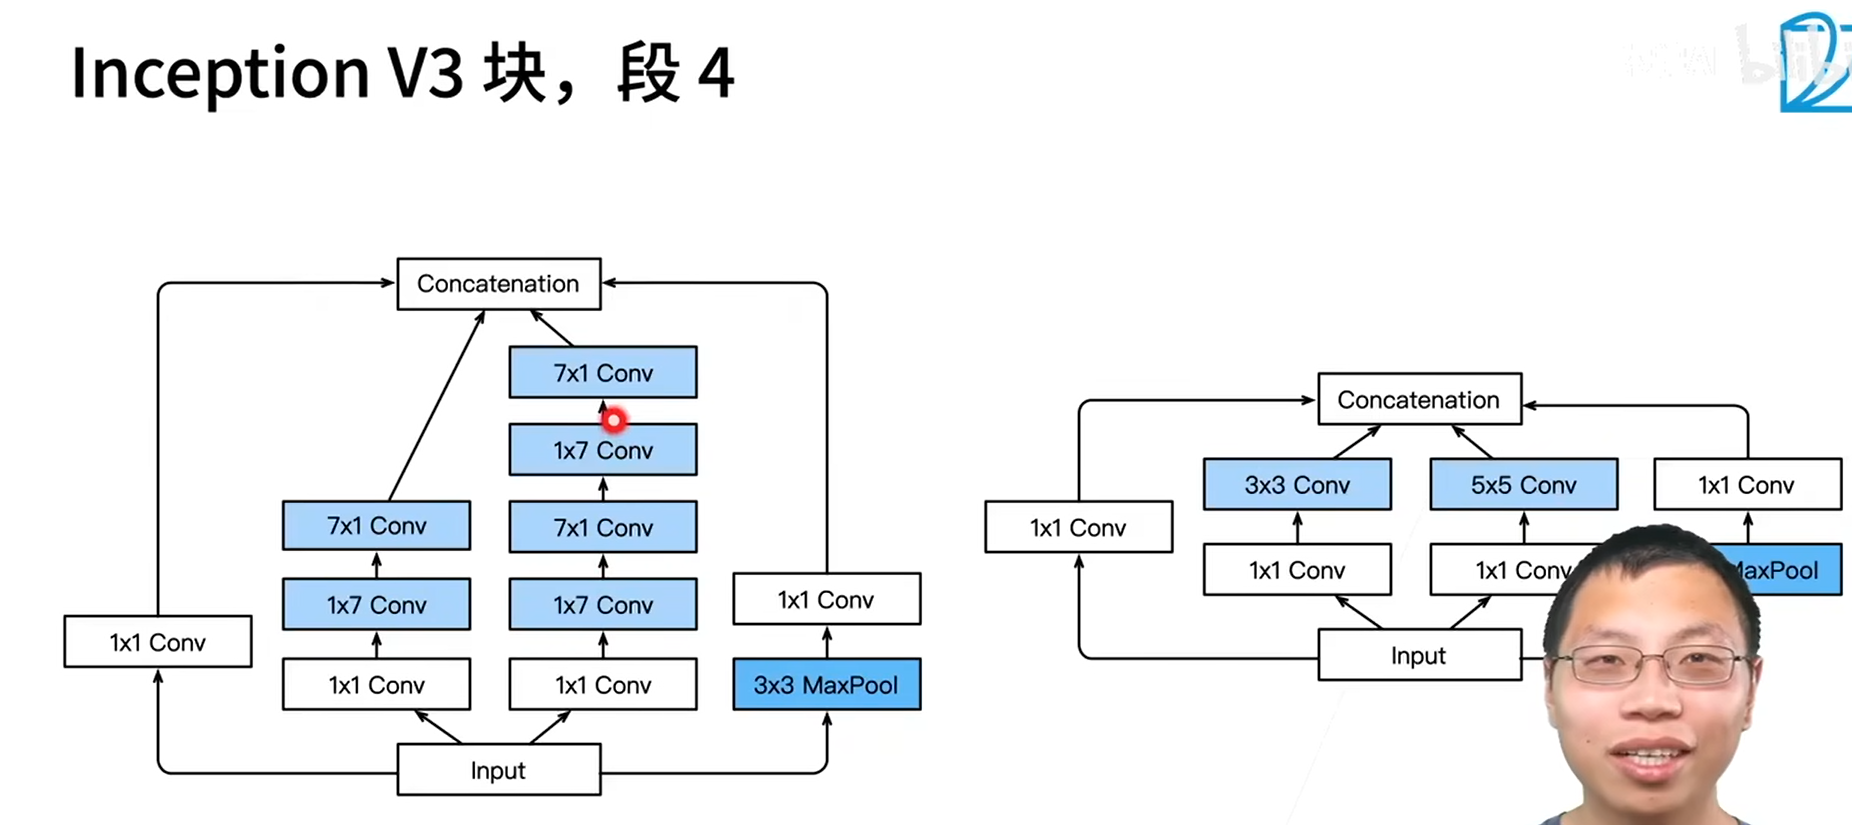 Inception V3 块，段 4
Concatenation
7x1 Conv
1x7 Conv
7x1 Conv
7x1 Conv
1x7 Conv
1x7 Conv
1x1 Conv
1x1 Conv
1x1 Conv
1x1 Conv
3x3 MaxPool
Input
Concatenation
3x3 Conv
5x5 Conv
1x1 Conv
1x1 Conv
1x1 Conv
1x1 Conv
MaxPool
Input